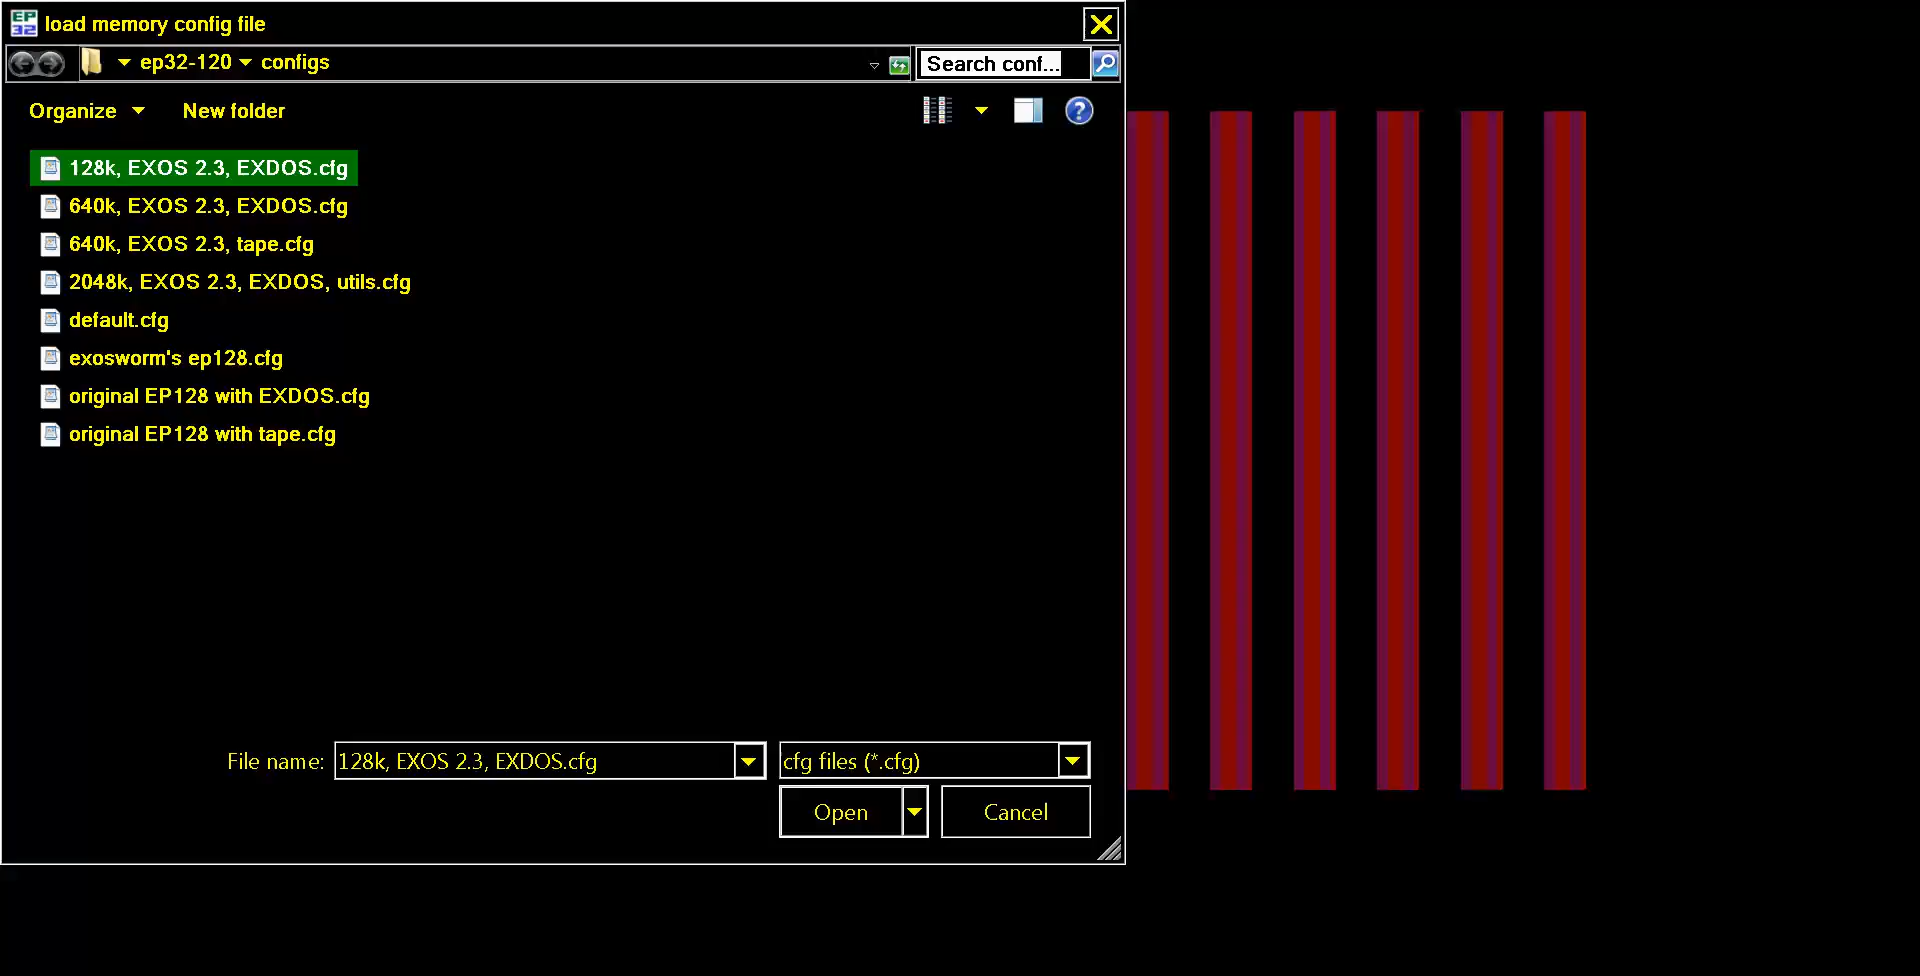 EP
32
load memory config file
ep32-120 configs
Search conf...
Organize
New folder
?
128k, EXOS 2.3, EXDOS.cfg
640k, EXOS 2.3, EXDOS.cfg
640k, EXOS 2.3, tape.cfg
2048k, EXOS 2.3, EXDOS, utils.cfg
default.cfg
exosworm's ep128.cfg
original EP128 with EXDOS.cfg
original EP128 with tape.cfg
File name: 128k, EXOS 2.3, EXDOS.cfg
cfg files (*.cfg)
Open
Cancel